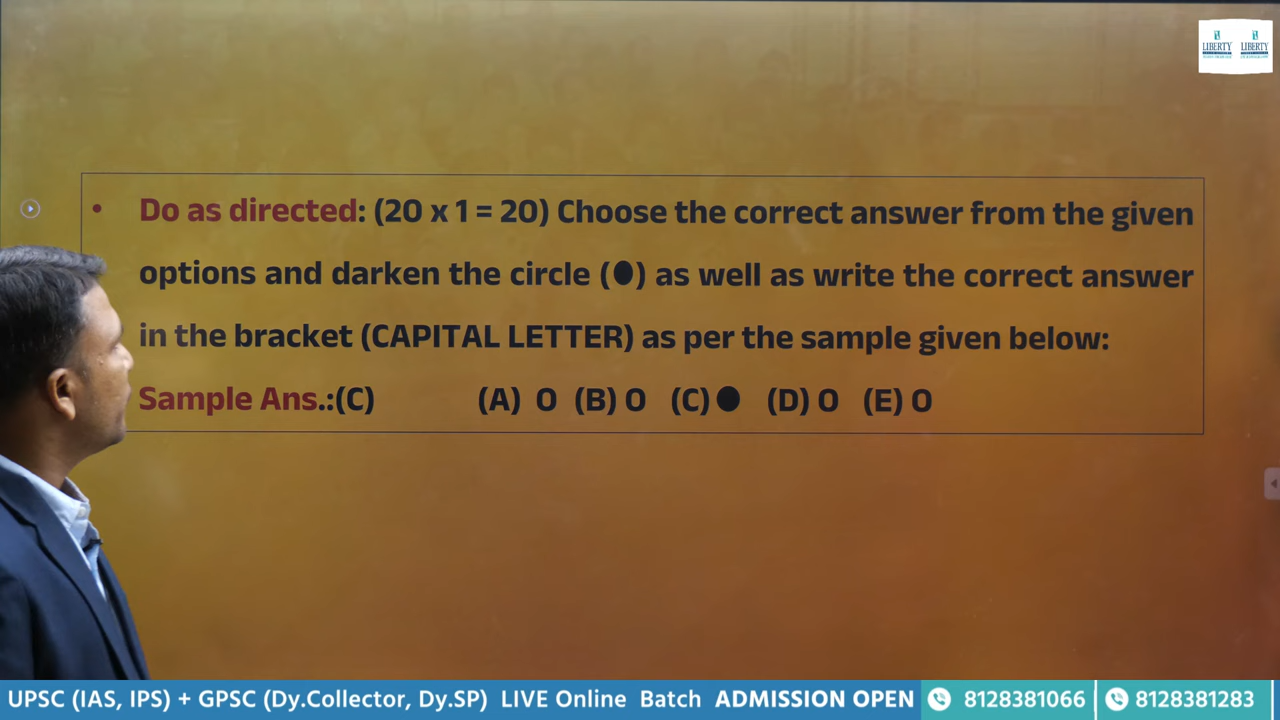 LIBERTY LIBERTY
• Do as directed: (20 x 1 = 20) Choose the correct answer from the given
options and darken the circle (●) as well as write the correct answer
in the bracket (CAPITAL LETTER) as per the sample given below:
Sample Ans.:(C) (A) O (B) O (C) ● (D) O (E) O
UPSC (IAS, IPS) + GPSC (Dy.Collector, Dy.SP) LIVE Online Batch ADMISSION OPEN 8128381066 8128381283